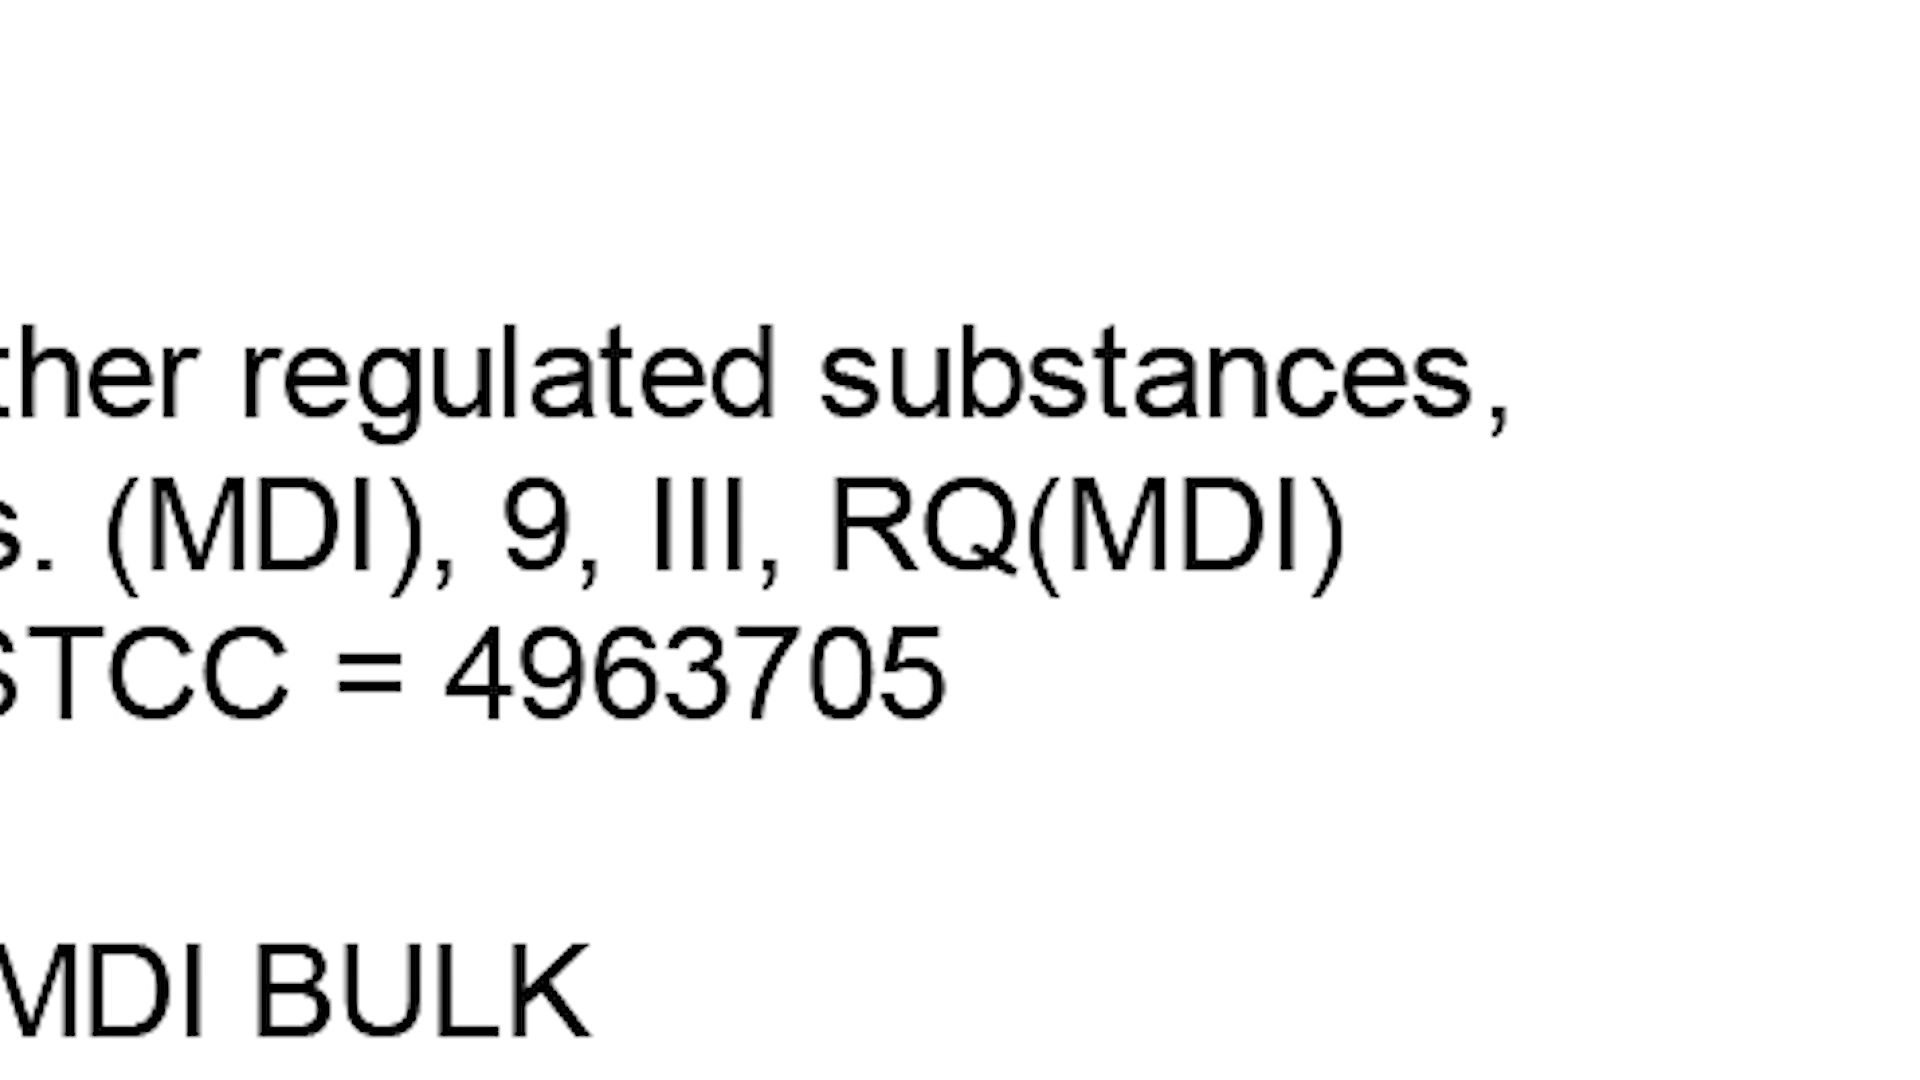 ther regulated substances,
s. (MDI), 9, III, RQ(MDI)
STCC = 4963705
MDI BULK